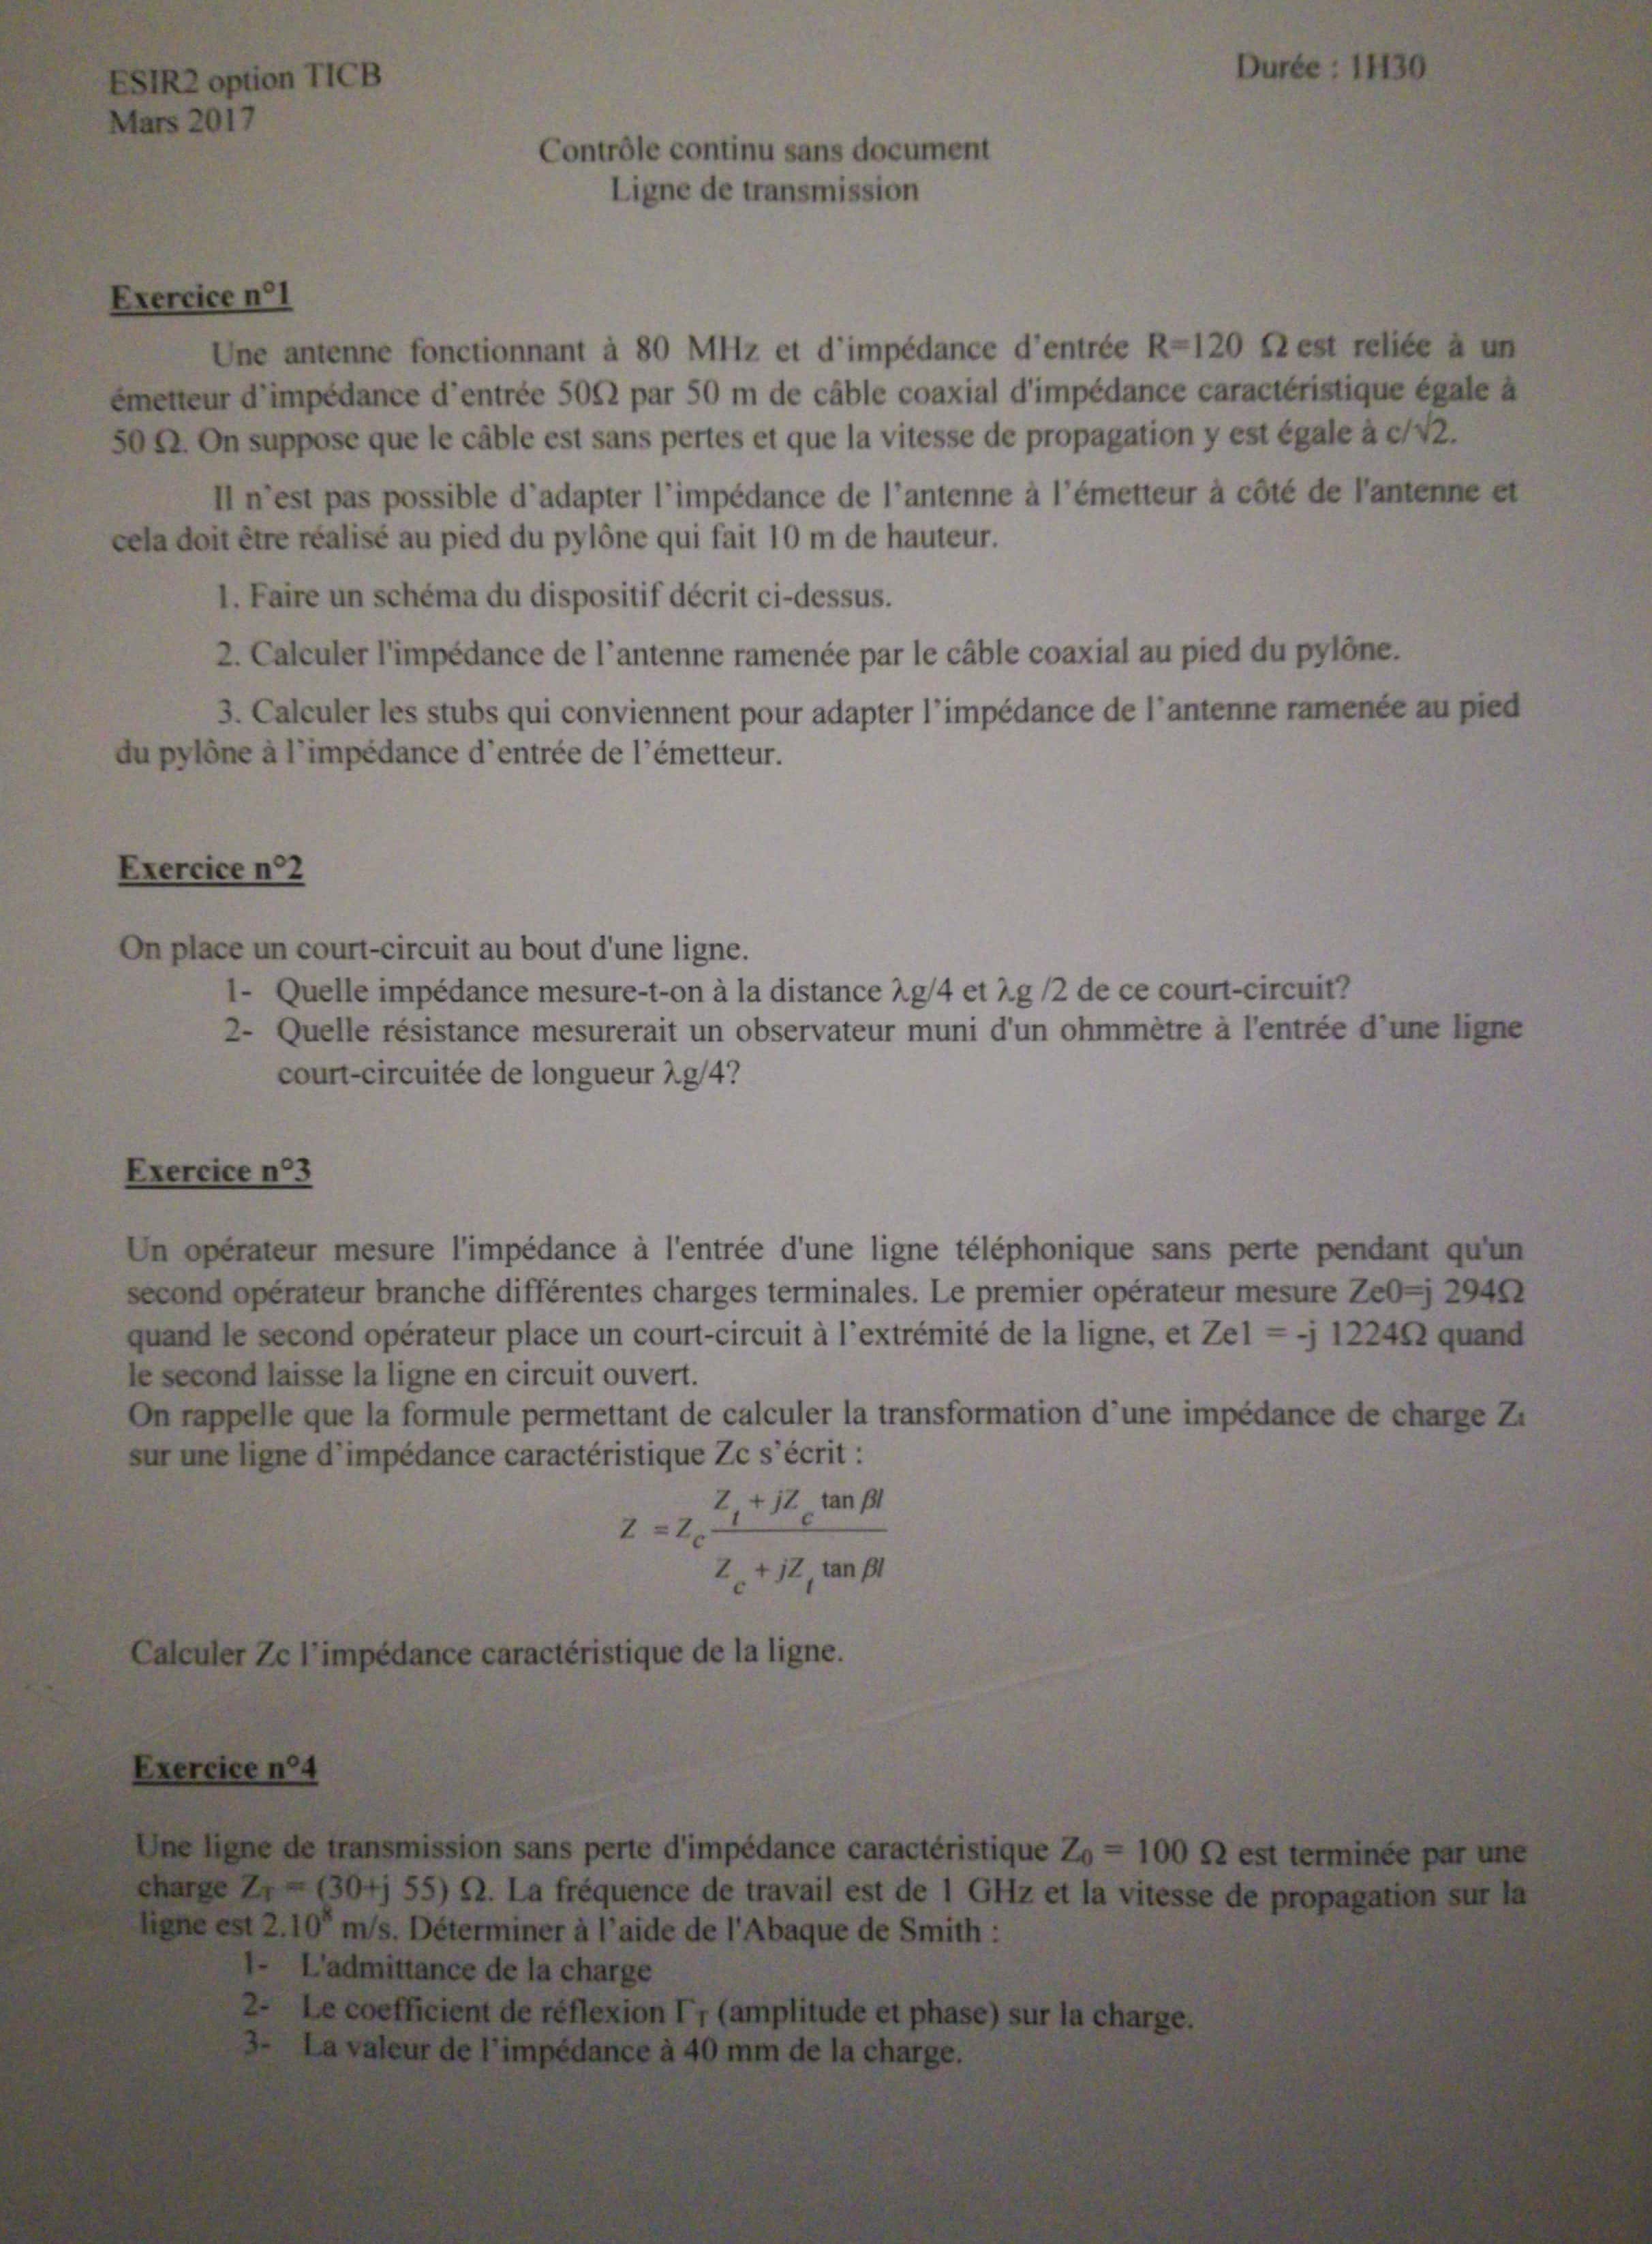 ESIR2 option TICB
Durée : 1H30
Mars 2017
Contrôle continu sans document
Ligne de transmission
Exercice n°1
Une antenne fonctionnant à 80 MHz et d'impédance d'entrée R=120 Ω est reliée à un
émetteur d'impédance d'entrée 50Ω par 50 m de câble coaxial d'impédance caractéristique égale à
50 Ω. On suppose que le câble est sans pertes et que la vitesse de propagation y est égale à c/√2.
Il n'est pas possible d'adapter l'impédance de l'antenne à l'émetteur à côté de l'antenne et
cela doit être réalisé au pied du pylône qui fait 10 m de hauteur.
1. Faire un schéma du dispositif décrit ci-dessus.
2. Calculer l'impédance de l'antenne ramenée par le câble coaxial au pied du pylône.
3. Calculer les stubs qui conviennent pour adapter l'impédance de l'antenne ramenée au pied
du pylône à l'impédance d'entrée de l'émetteur.
Exercice n°2
On place un court-circuit au bout d'une ligne.
1- Quelle impédance mesure-t-on à la distance λg/4 et λg /2 de ce court-circuit?
2- Quelle résistance mesurerait un observateur muni d'un ohmmètre à l'entrée d'une ligne
court-circuitée de longueur λg/4?
Exercice n°3
Un opérateur mesure l'impédance à l'entrée d'une ligne téléphonique sans perte pendant qu'un
second opérateur branche différentes charges terminales. Le premier opérateur mesure Ze0=j 294Ω
quand le second opérateur place un court-circuit à l'extrémité de la ligne, et Ze1 = -j 1224Ω quand
le second laisse la ligne en circuit ouvert.
On rappelle que la formule permettant de calculer la transformation d'une impédance de charge Zt
sur une ligne d'impédance caractéristique Zc s'écrit :
Z = Zc (Zt + jZc tan βl) / (Zc + jZt tan βl)
Calculer Zc l'impédance caractéristique de la ligne.
Exercice n°4
Une ligne de transmission sans perte d'impédance caractéristique Z0 = 100 Ω est terminée par une
charge ZT = (30+j 55) Ω. La fréquence de travail est de 1 GHz et la vitesse de propagation sur la
ligne est 2.10⁸ m/s. Déterminer à l'aide de l'Abaque de Smith :
1- L'admittance de la charge
2- Le coefficient de réflexion ΓT (amplitude et phase) sur la charge.
3- La valeur de l'impédance à 40 mm de la charge.